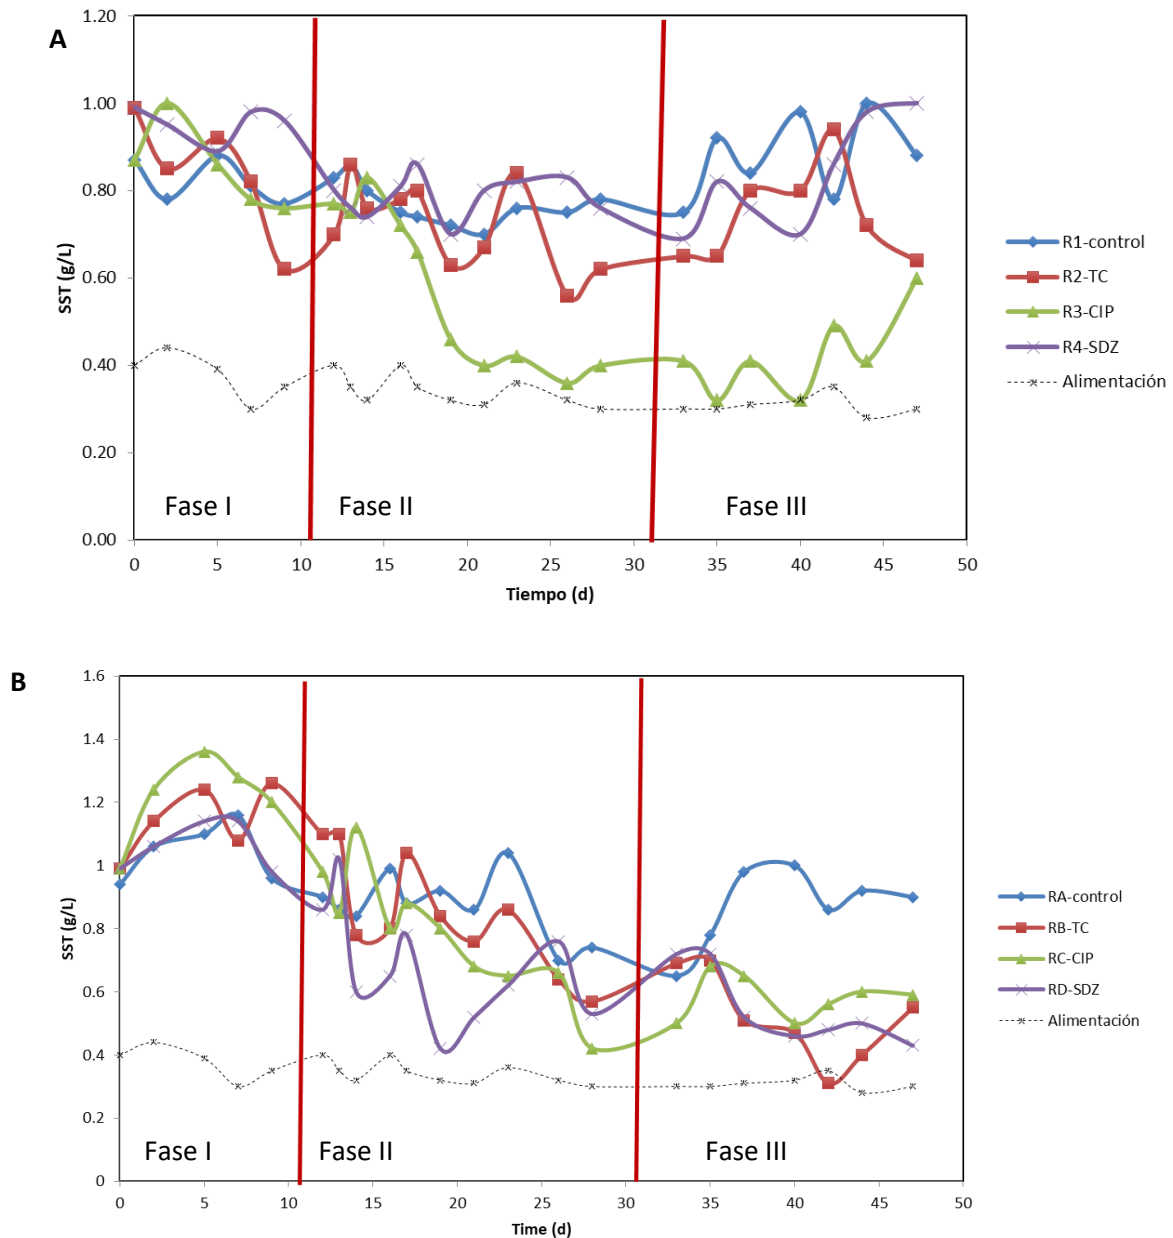 A
1.20
1.00
0.80
0.60
0.40
0.20
0.00
SST (g/L)
Fase I
Fase II
Fase III
0 5 10 15 20 25 30 35 40 45 50
Tiempo (d)
R1-control
R2-TC
R3-CIP
R4-SDZ
Alimentación
B
1.6
1.4
1.2
1
0.8
0.6
0.4
0.2
0
SST (g/L)
Fase I
Fase II
Fase III
0 5 10 15 20 25 30 35 40 45 50
Time (d)
RA-control
RB-TC
RC-CIP
RD-SDZ
Alimentación